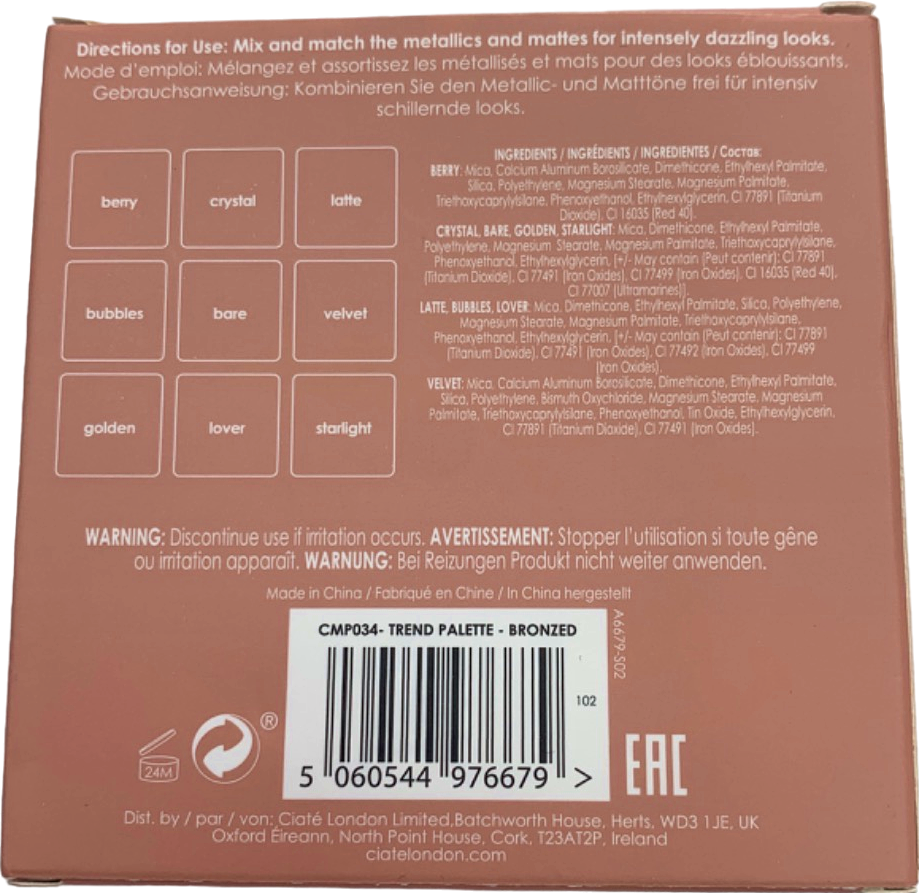 Directions for Use: Mix and match the metallics and mattes for intensely dazzling looks.
Mode d'emploi: Mélangez et assortissez les métallisés et mats pour des looks éblouissants.
Gebrauchsanweisung: Kombinieren Sie den Metallic- und Matttöne frei für intensiv
schillernde looks.
berry
crystal
latte
bubbles
bare
velvet
golden
lover
starlight
INGREDIENTS / INGRÉDIENTS / INGREDIENTES / Состав:
BERRY: Mica, Calcium Aluminum Borosilicate, Dimethicone, Ethylhexyl Palmitate,
Silica, Polyethylene, Magnesium Stearate, Magnesium Palmitate,
Triethoxycaprylylsilane, Phenoxyethanol, Ethylhexylglycerin, CI 77891 (Titanium
Dioxide), CI 16035 (Red 40).
CRYSTAL, BARE, GOLDEN, STARLIGHT: Mica, Dimethicone, Ethylhexyl Palmitate,
Polyethylene, Magnesium Stearate, Magnesium Palmitate, Triethoxycaprylylsilane,
Phenoxyethanol, Ethylhexylglycerin, [+/- May contain (Peut contenir): CI 77891
(Titanium Dioxide), CI 77491 (Iron Oxides), CI 77499 (Iron Oxides), CI 16035 (Red 40),
CI 77007 (Ultramarines)].
LATTE, BUBBLES, LOVER: Mica, Dimethicone, Ethylhexyl Palmitate, Silica, Polyethylene,
Magnesium Stearate, Magnesium Palmitate, Triethoxycaprylylsilane,
Phenoxyethanol, Ethylhexylglycerin, [+/- May contain (Peut contenir): CI 77891
(Titanium Dioxide), CI 77491 (Iron Oxides), CI 77492 (Iron Oxides), CI 77499
(Iron Oxides).
VELVET: Mica, Calcium Aluminum Borosilicate, Dimethicone, Ethylhexyl Palmitate,
Silica, Polyethylene, Bismuth Oxychloride, Magnesium Stearate, Magnesium
Palmitate, Triethoxycaprylylsilane, Phenoxyethanol, Tin Oxide, Ethylhexylglycerin,
CI 77891 (Titanium Dioxide), CI 77491 (Iron Oxides).
WARNING: Discontinue use if irritation occurs. AVERTISSEMENT: Stopper l'utilisation si toute gêne
ou irritation apparaît. WARNUNG: Bei Reizungen Produkt nicht weiter anwenden.
Made in China / Fabriqué en Chine / In China hergestellt
CMP034- TREND PALETTE - BRONZED
102
A6679-S02
24M
®
5 060544 976679 >
EAC
Dist. by / par / von: Ciaté London Limited,Batchworth House, Herts, WD3 1JE, UK
Oxford Éireann, North Point House, Cork, T23AT2P, Ireland
ciatelondon.com